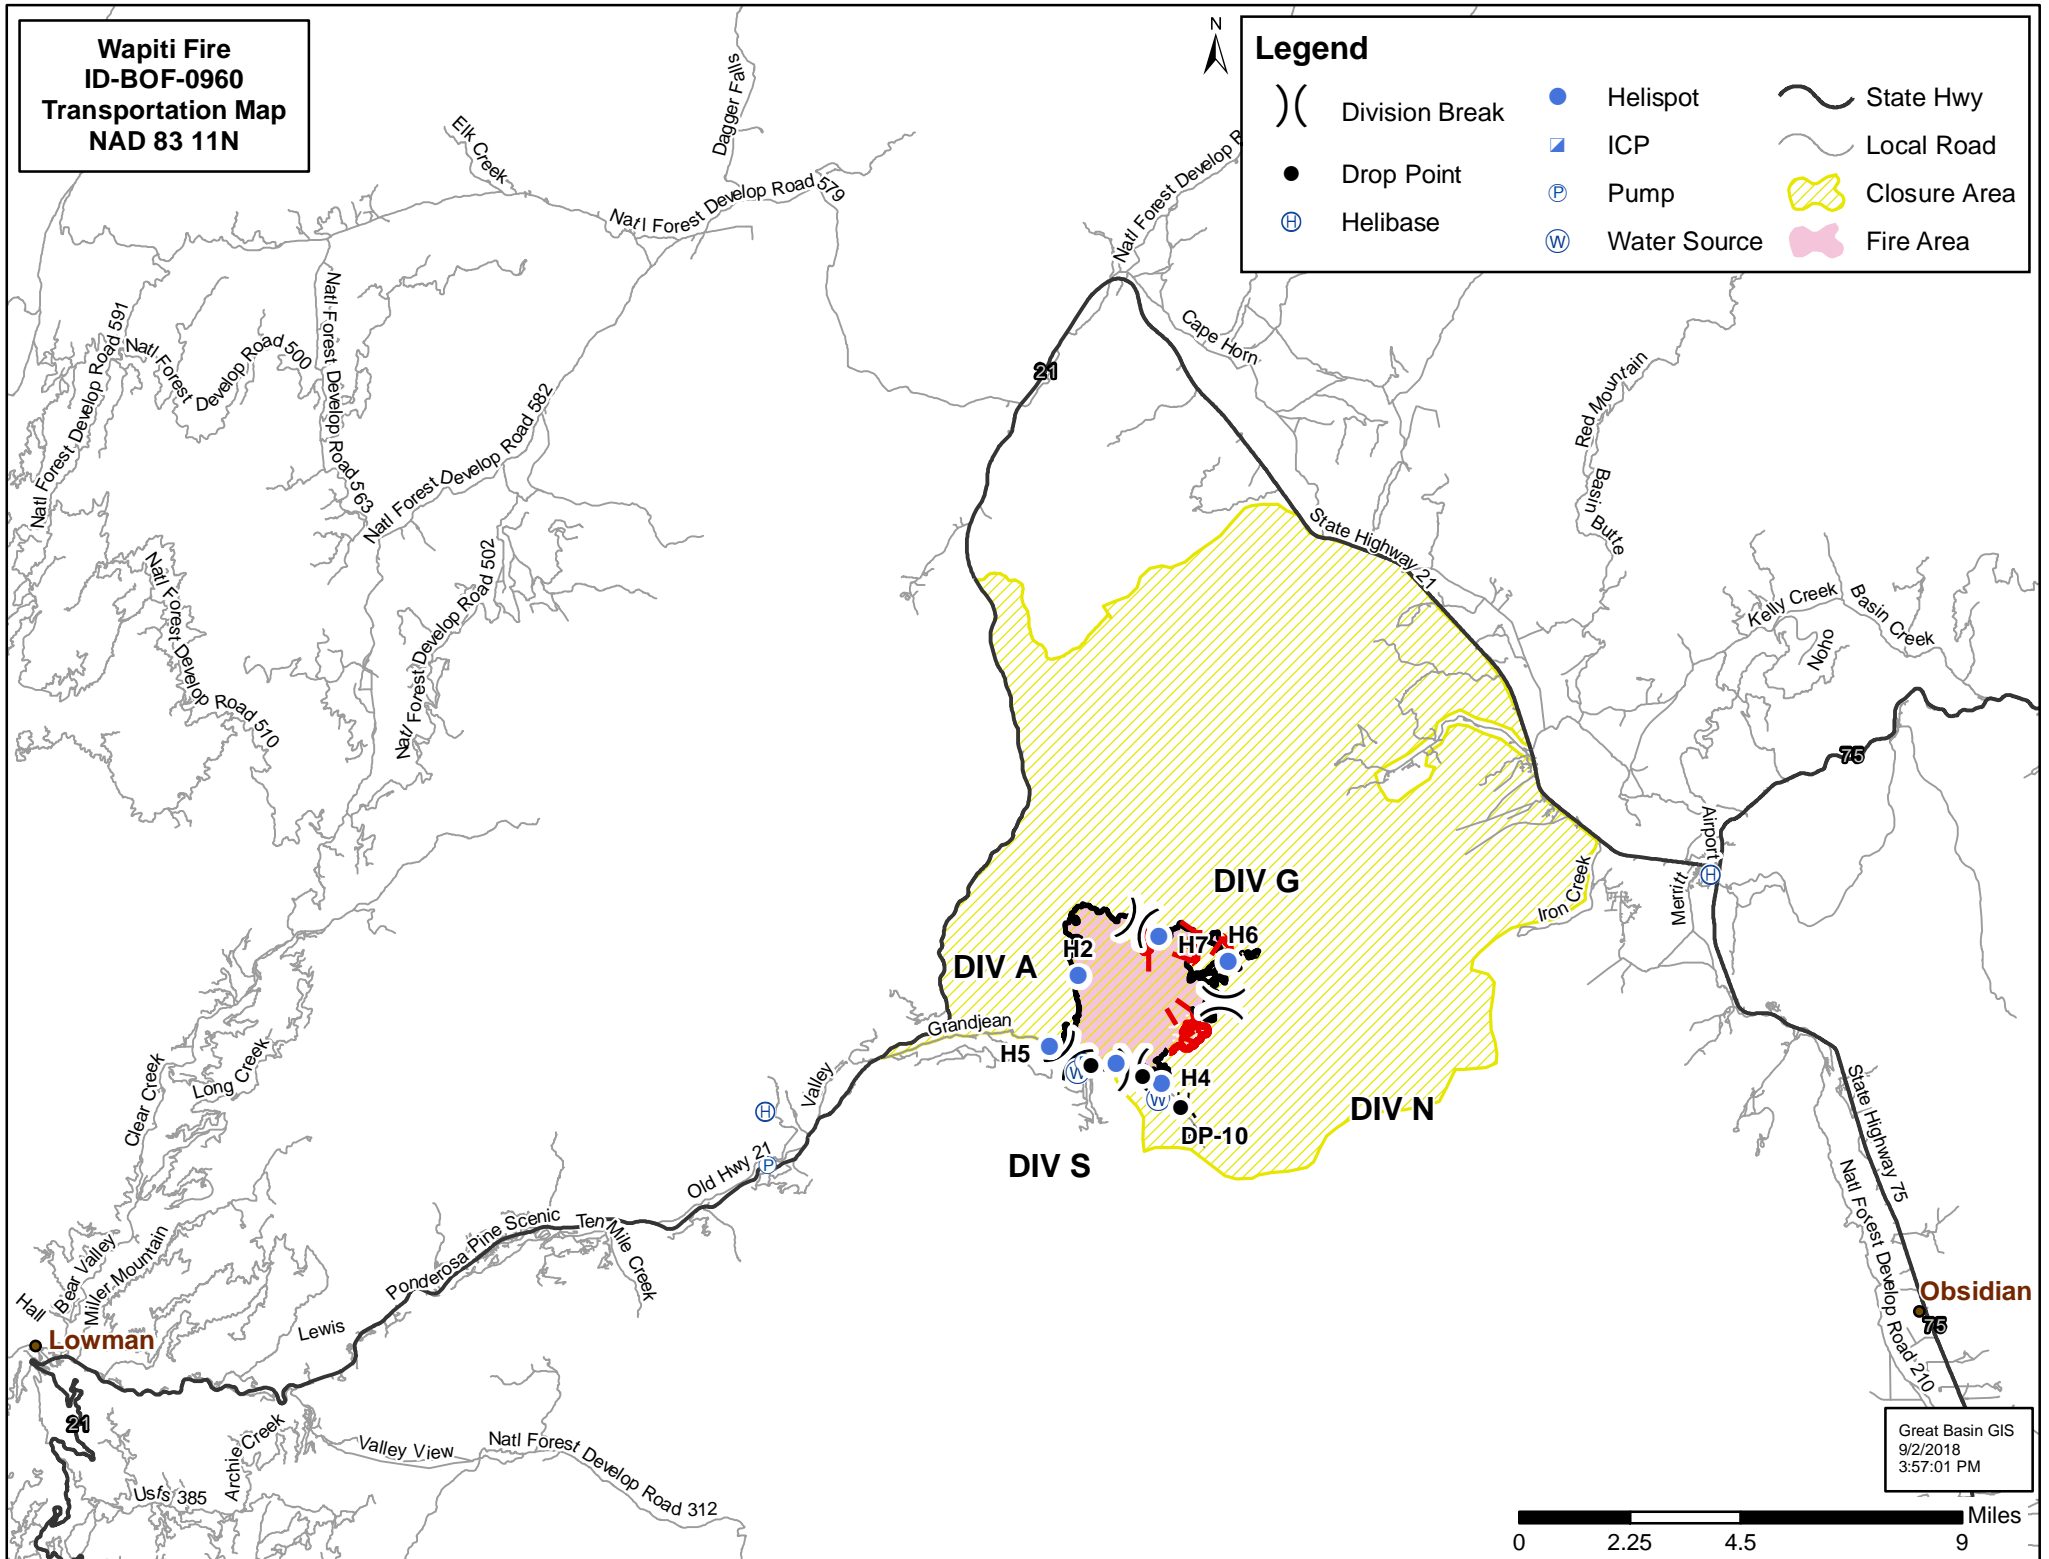 Wapiti Fire
ID-BOF-0960
Transportation Map
NAD 83 11N
N
Legend
Division Break
Drop Point
H
Helibase
Helispot
ICP
P
Pump
W
Water Source
State Hwy
Local Road
Closure Area
Fire Area
Elk Creek
Dagger Falls
Natl Forest Develop Road 579
Natl Forest Develop R
Natl Forest Develop Road 591
Natl Forest Develop Road 500
Natl Forest Develop Road 563
Natl Forest Develop Road 582
Natl Forest Develop Road 502
Natl Forest Develop Road 510
21
Cape Horn
State Highway 21
Red Mountain
Basin Butte
Kelly Creek
Basin Creek
Noho
75
Airport
H
Merritt
Iron Creek
DIV G
DIV A
H2
H7
H6
Grandjean
H5
W
H4
W
DP-10
DIV N
DIV S
Clear Creek
Long Creek
H
Valley
P
Old Hwy 21
Ponderosa Pine Scenic
Ten Mile Creek
Bear Valley
Miller Mountain
Hall
Lowman
Lewis
21
Archie Creek
Valley View
Natl Forest Develop Road 312
Usfs 385
State Highway 75
Natl Forest Develop Road 210
Obsidian
75
Great Basin GIS
9/2/2018
3:57:01 PM
Miles
0 2.25 4.5 9